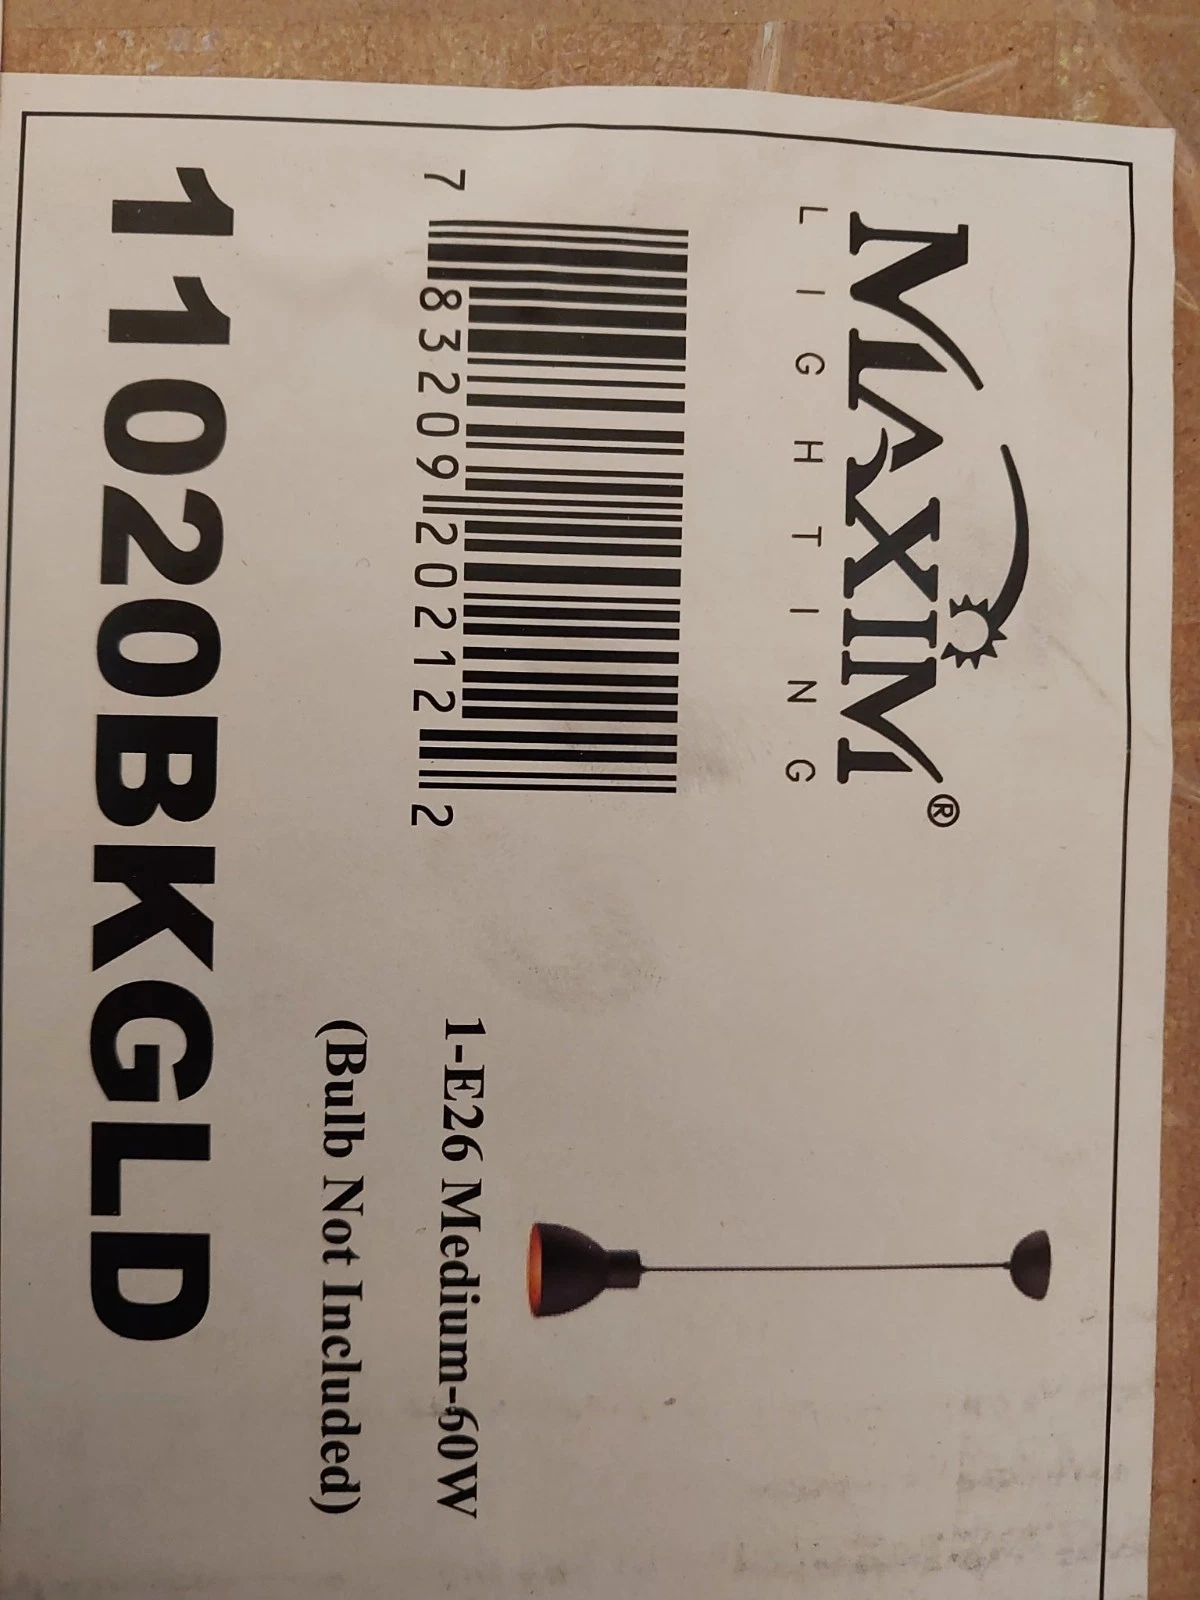 MAXIM®
LIGHTING
7 83209 20212 2
1-E26 Medium-60W
(Bulb Not Included)
11020BKGLD